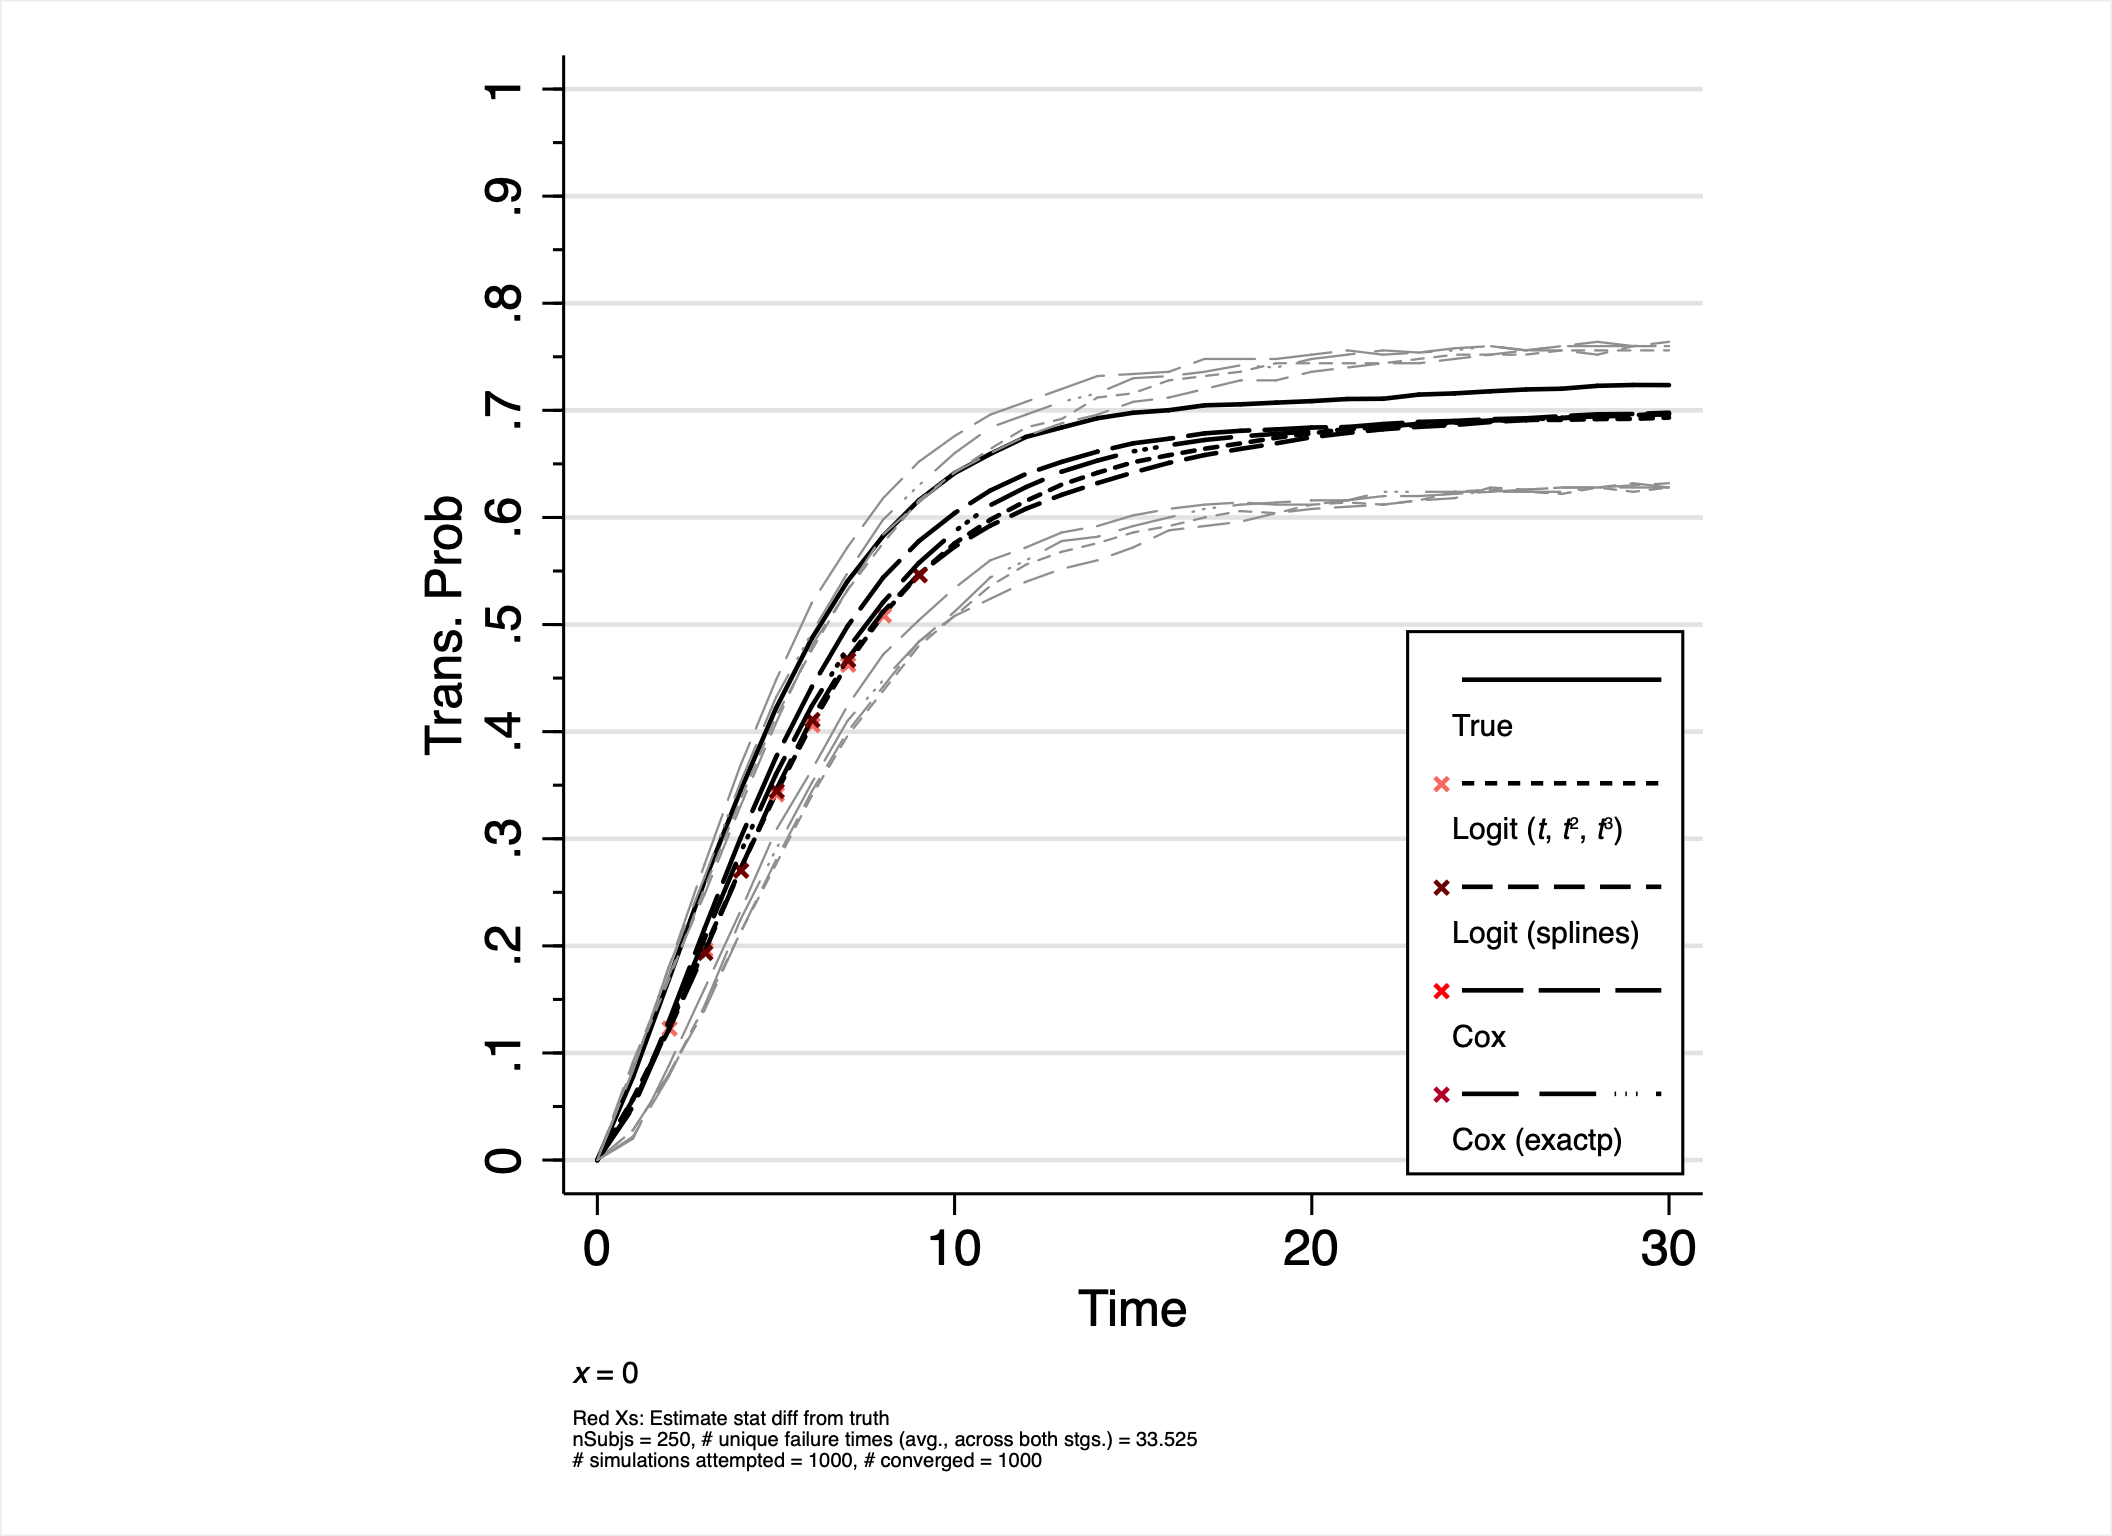 1
.9
.8
.7
.6
.5
.4
.3
.2
.1
0
Trans. Prob
0 10 20 30
Time
True
Logit (t, t², t³)
Logit (splines)
Cox
Cox (exactp)
x = 0
Red Xs: Estimate stat diff from truth
nSubjs = 250, # unique failure times (avg., across both stgs.) = 33.525
# simulations attempted = 1000, # converged = 1000